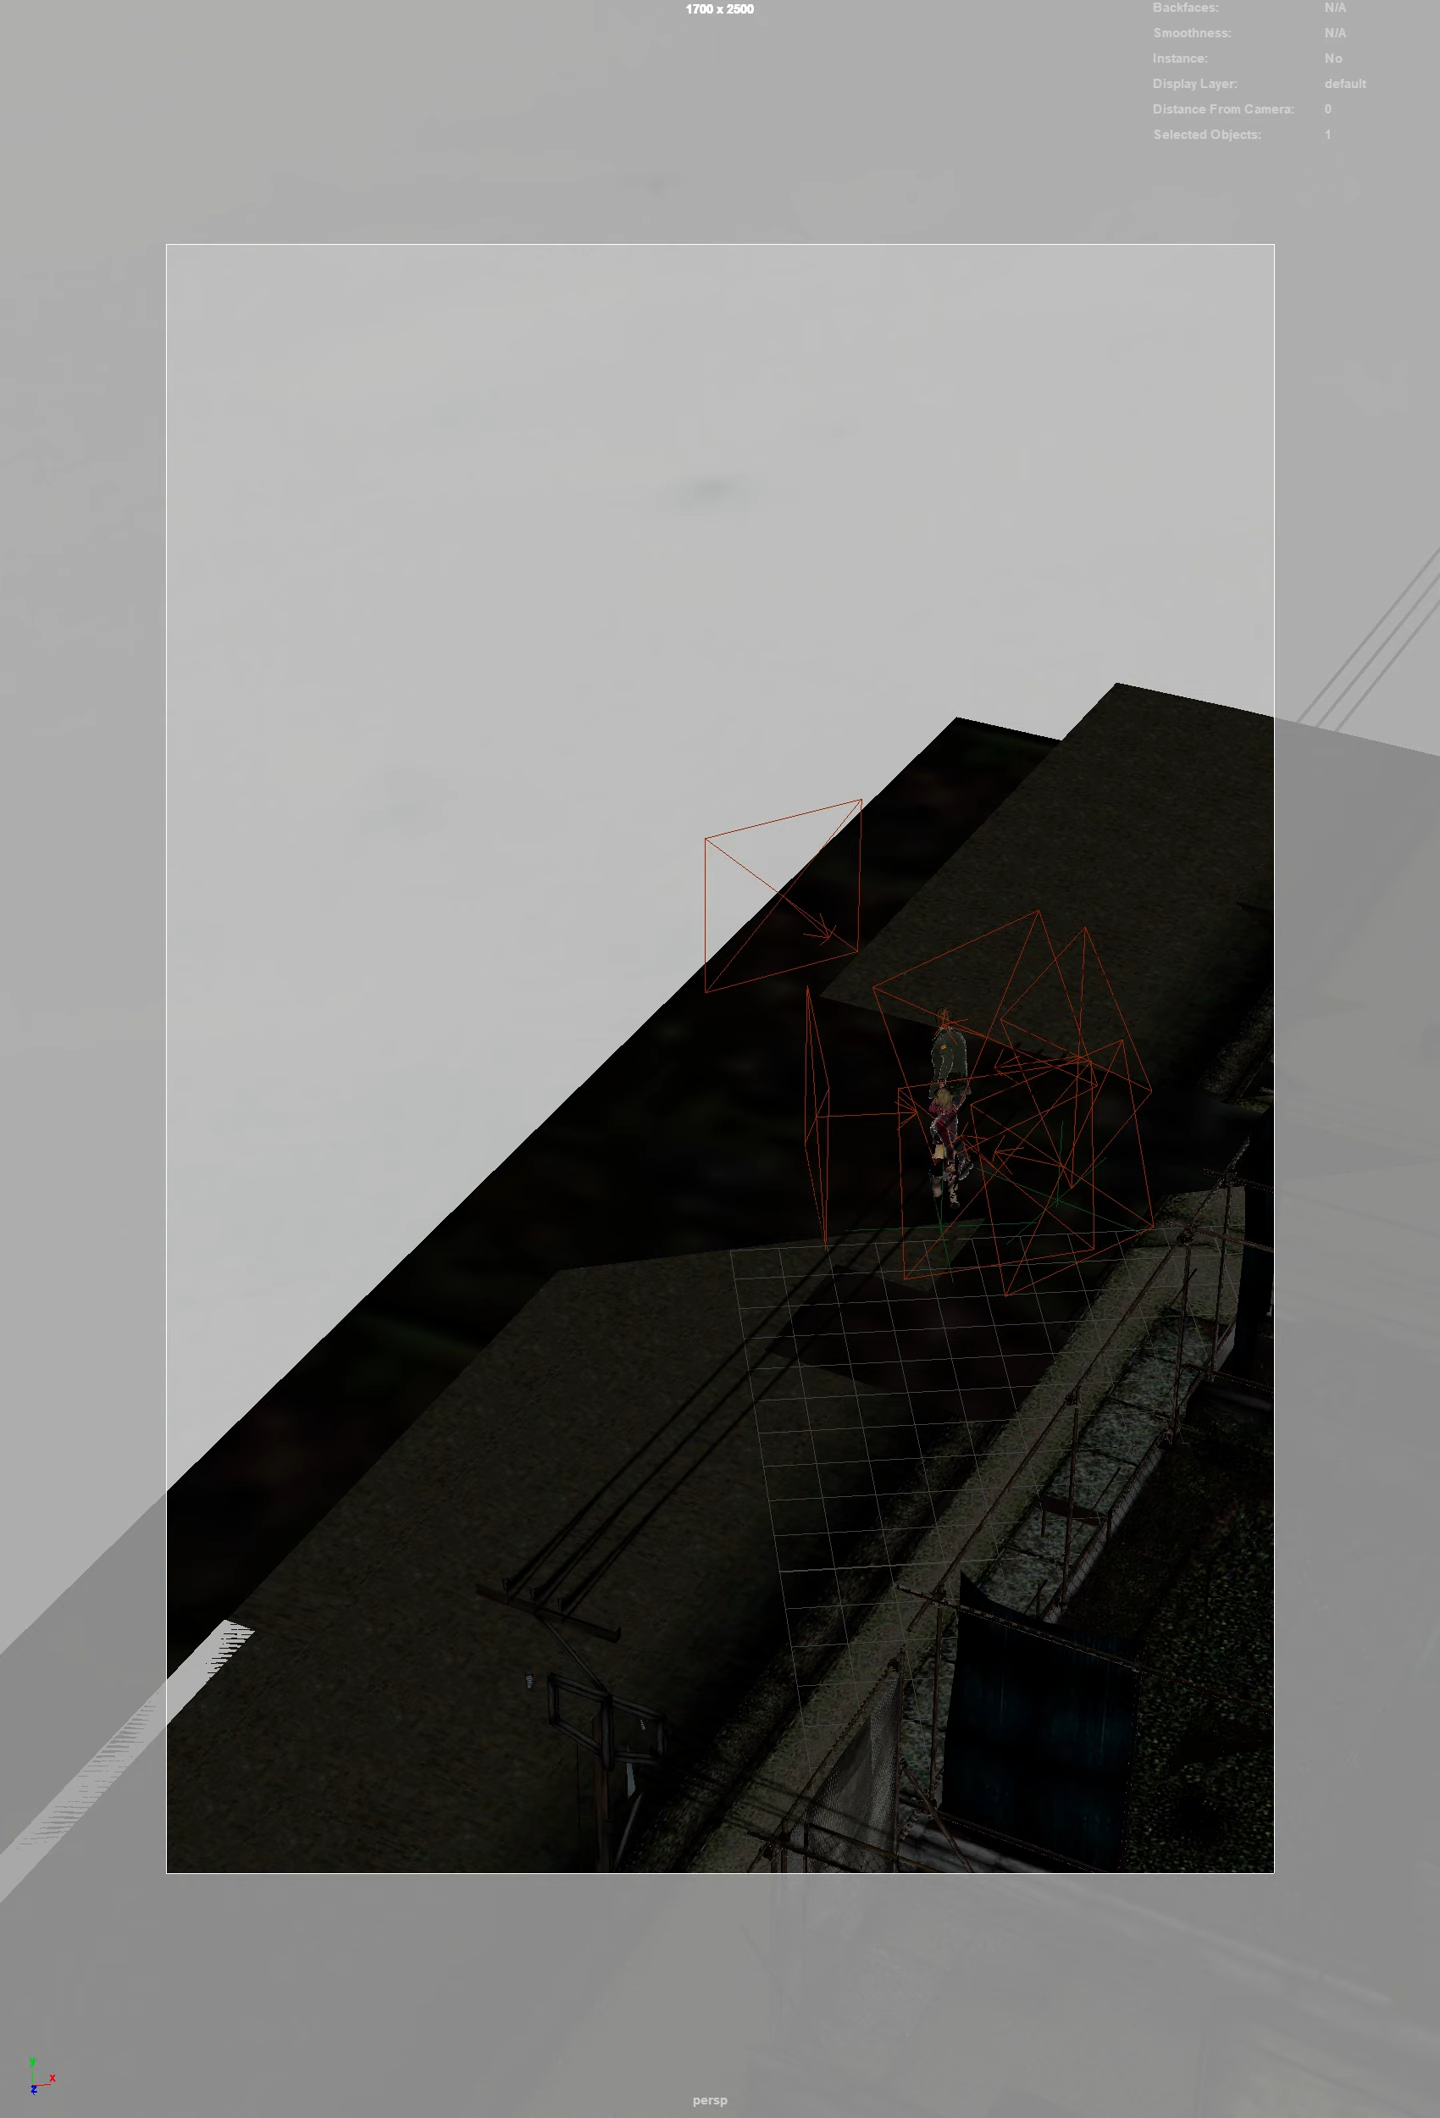 1700 x 2500
Backfaces: N/A
Smoothness: N/A
Instance: No
Display Layer: default
Distance From Camera: 0
Selected Objects: 1
y
x
z
persp